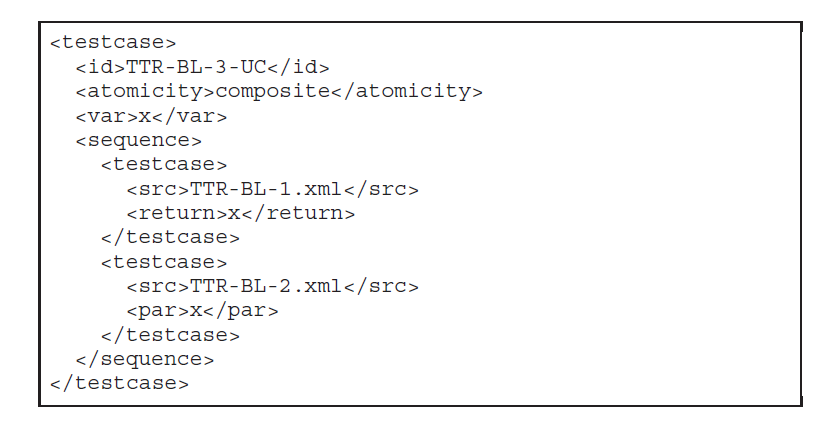 <testcase>
  <id>TTR-BL-3-UC</id>
  <atomicity>composite</atomicity>
  <var>x</var>
  <sequence>
    <testcase>
      <src>TTR-BL-1.xml</src>
      <return>x</return>
    </testcase>
    <testcase>
      <src>TTR-BL-2.xml</src>
      <par>x</par>
    </testcase>
  </sequence>
</testcase>